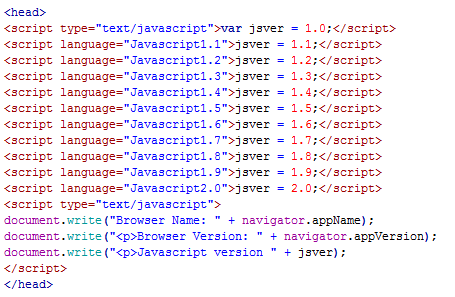 <head>
<script type="text/javascript">var jsver = 1.0;</script>
<script language="Javascript1.1">jsver = 1.1;</script>
<script language="Javascript1.2">jsver = 1.2;</script>
<script language="Javascript1.3">jsver = 1.3;</script>
<script language="Javascript1.4">jsver = 1.4;</script>
<script language="Javascript1.5">jsver = 1.5;</script>
<script language="Javascript1.6">jsver = 1.6;</script>
<script language="Javascript1.7">jsver = 1.7;</script>
<script language="Javascript1.8">jsver = 1.8;</script>
<script language="Javascript1.9">jsver = 1.9;</script>
<script language="Javascript2.0">jsver = 2.0;</script>
<script type="text/javascript">
document.write("Browser Name: " + navigator.appName);
document.write("<p>Browser Version: " + navigator.appVersion);
document.write("<p>Javascript version " + jsver);
</script>
</head>